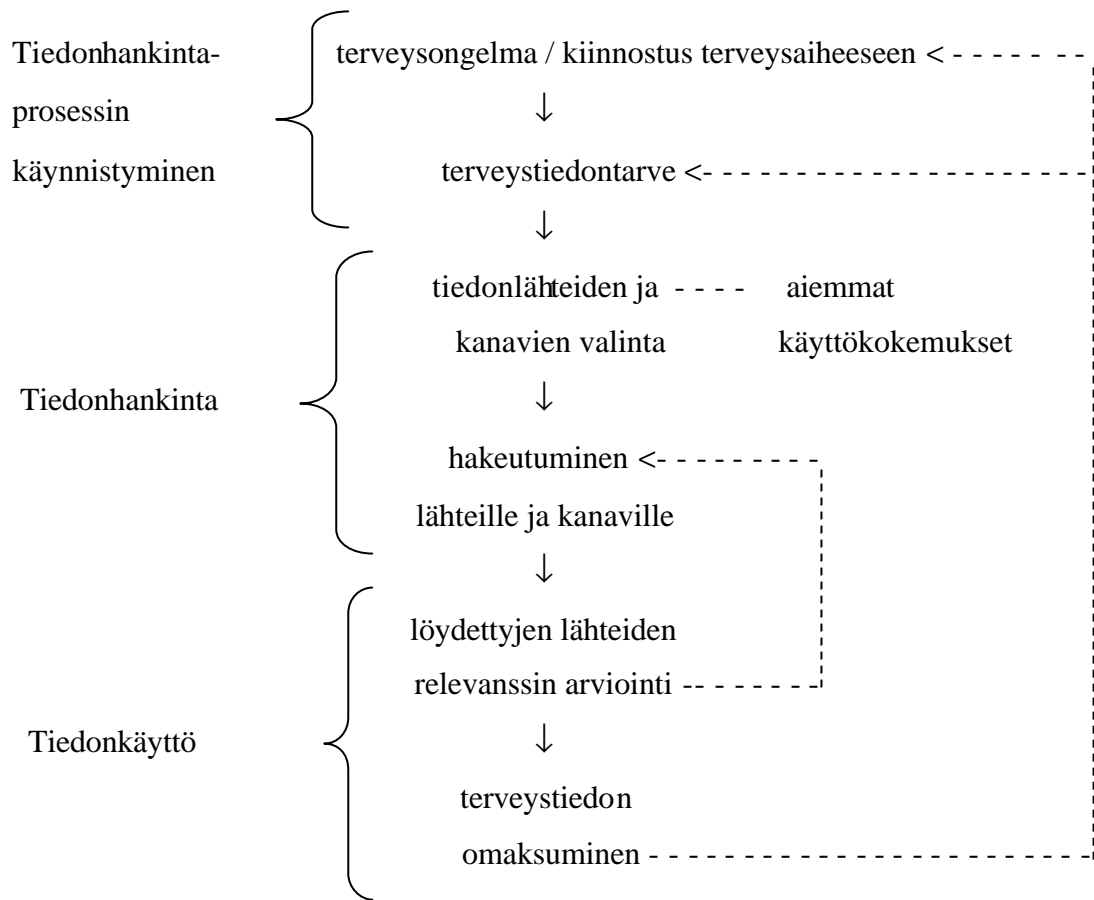 Tiedonhankinta-
prosessin
käynnistyminen
terveysongelma / kiinnostus terveysaiheeseen < - - - - - - - -
↓
terveystiedontarve <- - - - - - - - - - - - - - - - - - - - -
↓
Tiedonhankinta
tiedonlähteiden ja - - - - aiemmat
kanavien valinta käyttökokemukset
↓
hakeutuminen <- - - - - - - - -
lähteille ja kanaville
↓
Tiedonkäyttö
löydettyjen lähteiden
relevanssin arviointi -- - - - - - -
↓
terveystiedon
omaksuminen - - - - - - - - - - - - - - - - - - - - - - -